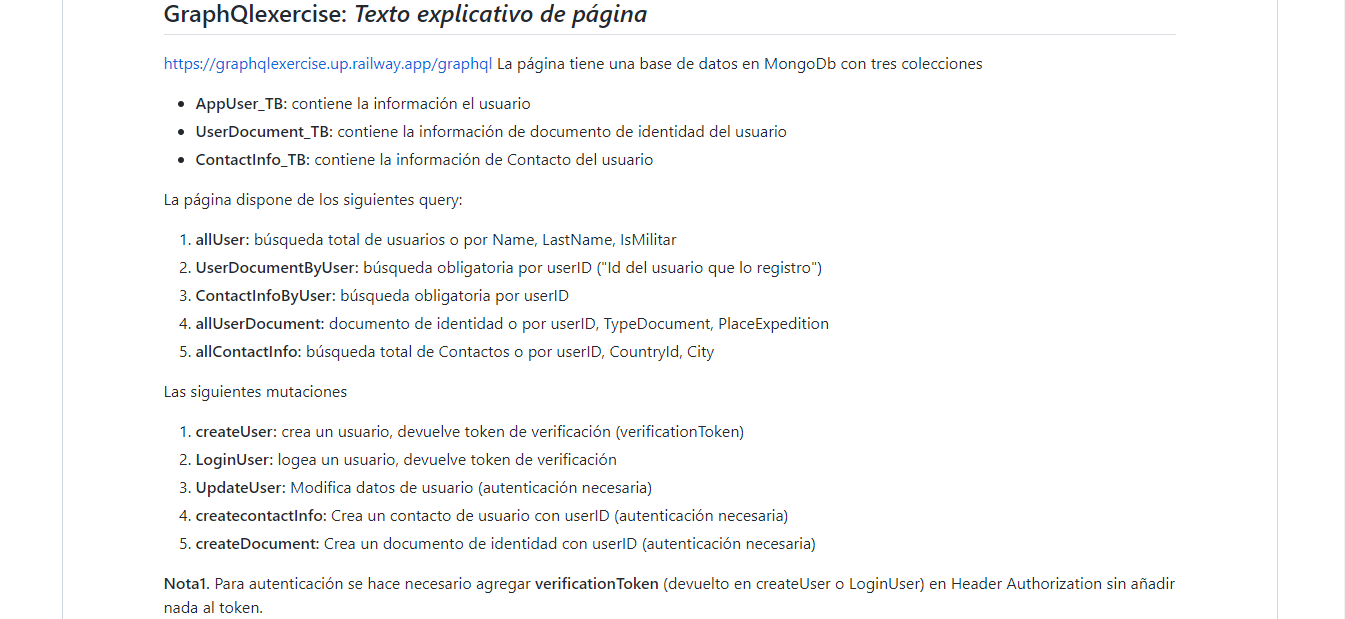 GraphQlexercise: Texto explicativo de página
https://graphqlexercise.up.railway.app/graphql La página tiene una base de datos en MongoDb con tres colecciones
• AppUser_TB: contiene la información el usuario
• UserDocument_TB: contiene la información de documento de identidad del usuario
• ContactInfo_TB: contiene la información de Contacto del usuario
La página dispone de los siguientes query:
1. allUser: búsqueda total de usuarios o por Name, LastName, IsMilitar
2. UserDocumentByUser: búsqueda obligatoria por userID ("Id del usuario que lo registro")
3. ContactInfoByUser: búsqueda obligatoria por userID
4. allUserDocument: documento de identidad o por userID, TypeDocument, PlaceExpedition
5. allContactInfo: búsqueda total de Contactos o por userID, CountryId, City
Las siguientes mutaciones
1. createUser: crea un usuario, devuelve token de verificación (verificationToken)
2. LoginUser: logea un usuario, devuelve token de verificación
3. UpdateUser: Modifica datos de usuario (autenticación necesaria)
4. createcontactInfo: Crea un contacto de usuario con userID (autenticación necesaria)
5. createDocument: Crea un documento de identidad con userID (autenticación necesaria)
Nota1. Para autenticación se hace necesario agregar verificationToken (devuelto en createUser o LoginUser) en Header Authorization sin añadir
nada al token.